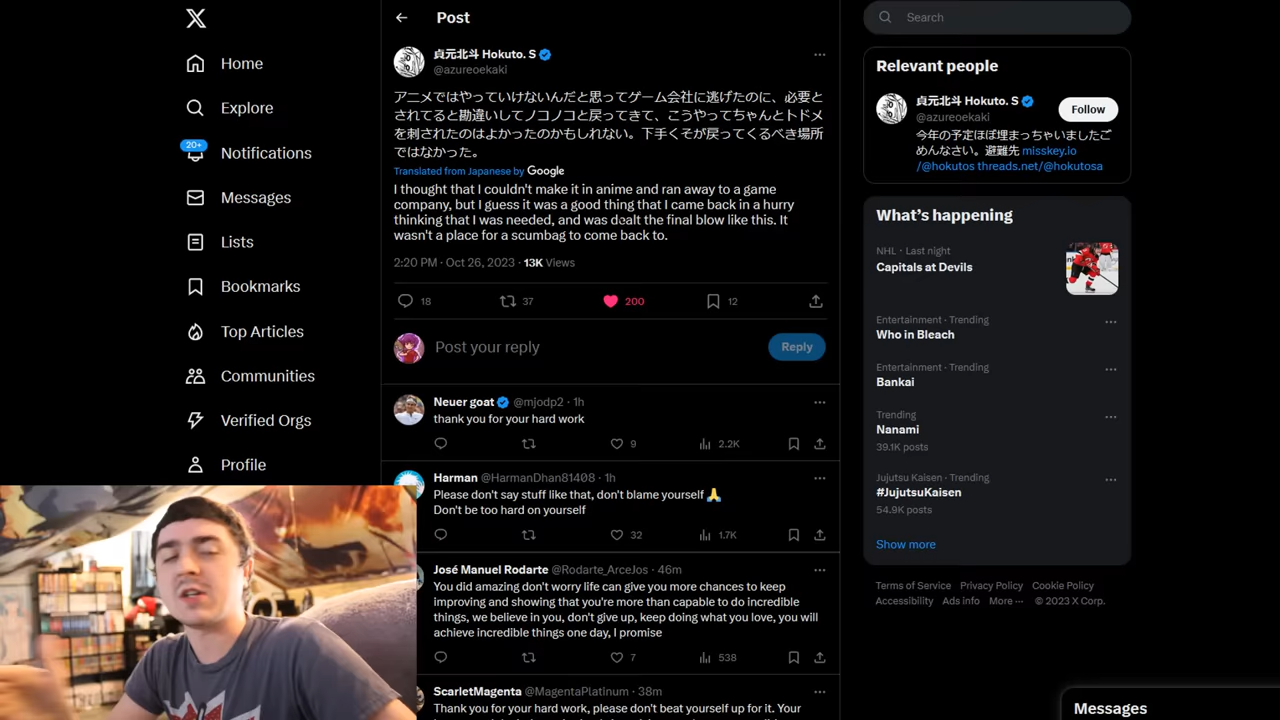 Home
Explore
20+
Notifications
Messages
Lists
Bookmarks
Top Articles
Communities
Verified Orgs
Profile
Post
貞元北斗 Hokuto. S
@azureoekaki
アニメではやっていけないんだと思ってゲーム会社に逃げたのに、必要と
されてると勘違いしてノコノコと戻ってきて、こうやってちゃんとトドメ
を刺されたのはよかったのかもしれない。下手くそが戻ってくるべき場所
ではなかった。
Translated from Japanese by Google
I thought that I couldn't make it in anime and ran away to a game
company, but I guess it was a good thing that I came back in a hurry
thinking that I was needed, and was dealt the final blow like this. It
wasn't a place for a scumbag to come back to.
2:20 PM · Oct 26, 2023 · 13K Views
18 37 200 12
Post your reply
Reply
Neuer goat @mjodp2 · 1h
thank you for your hard work
9 2.2K
Harman @HarmanDhan81408 · 1h
Please don't say stuff like that, don't blame yourself 🙏
Don't be too hard on yourself
32 1.7K
José Manuel Rodarte @Rodarte_ArceJos · 46m
You did amazing don't worry life can give you more chances to keep
improving and showing that you're more than capable to do incredible
things, we believe in you, don't give up, keep doing what you love, you will
achieve incredible things one day, I promise
7 538
ScarletMagenta @MagentaPlatinum · 38m
Thank you for your hard work, please don't beat yourself up for it. Your
Search
Relevant people
貞元北斗 Hokuto. S
@azureoekaki
Follow
今年の予定ほぼ埋まっちゃいましたご
めんなさい。避難先 misskey.io
/@hokutos threads.net/@hokutosa
What's happening
NHL · Last night
Capitals at Devils
Entertainment · Trending
Who in Bleach
Entertainment · Trending
Bankai
Trending
Nanami
39.1K posts
Jujutsu Kaisen · Trending
#JujutsuKaisen
54.9K posts
Show more
Terms of Service Privacy Policy Cookie Policy
Accessibility Ads info More ··· © 2023 X Corp.
Messages